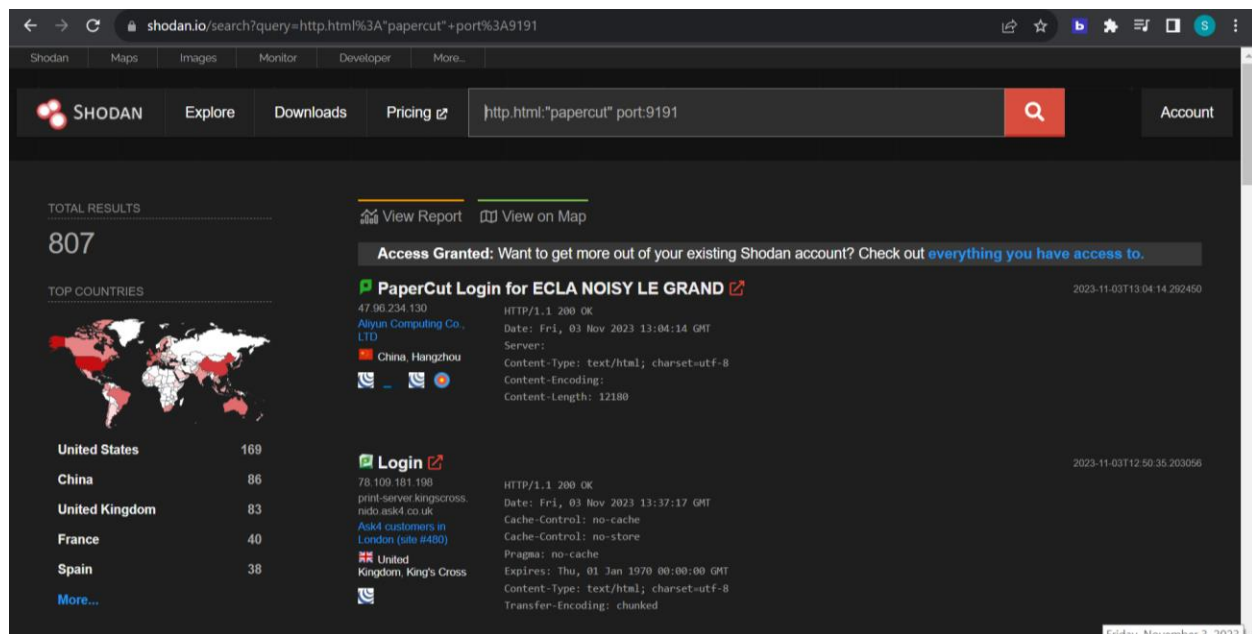 shodan.io/search?query=http.html%3A"papercut"+port%3A9191
S
Shodan Maps Images Monitor Developer More...
SHODAN Explore Downloads Pricing http.html:"papercut" port:9191 Account
TOTAL RESULTS
807
TOP COUNTRIES
United States 169
China 86
United Kingdom 83
France 40
Spain 38
More...
View Report View on Map
Access Granted: Want to get more out of your existing Shodan account? Check out everything you have access to.
PaperCut Login for ECLA NOISY LE GRAND
2023-11-03T13:04:14.292450
47.96.234.130
Aliyun Computing Co.,
LTD
China, Hangzhou
HTTP/1.1 200 OK
Date: Fri, 03 Nov 2023 13:04:14 GMT
Server:
Content-Type: text/html; charset=utf-8
Content-Encoding:
Content-Length: 12180
Login
2023-11-03T12:50:35.203056
78.109.181.198
print-server.kingscross.
nido.ask4.co.uk
Ask4 customers in
London (site #480)
United
Kingdom, King's Cross
HTTP/1.1 200 OK
Date: Fri, 03 Nov 2023 13:37:17 GMT
Cache-Control: no-cache
Cache-Control: no-store
Pragma: no-cache
Expires: Thu, 01 Jan 1970 00:00:00 GMT
Content-Type: text/html; charset=utf-8
Transfer-Encoding: chunked